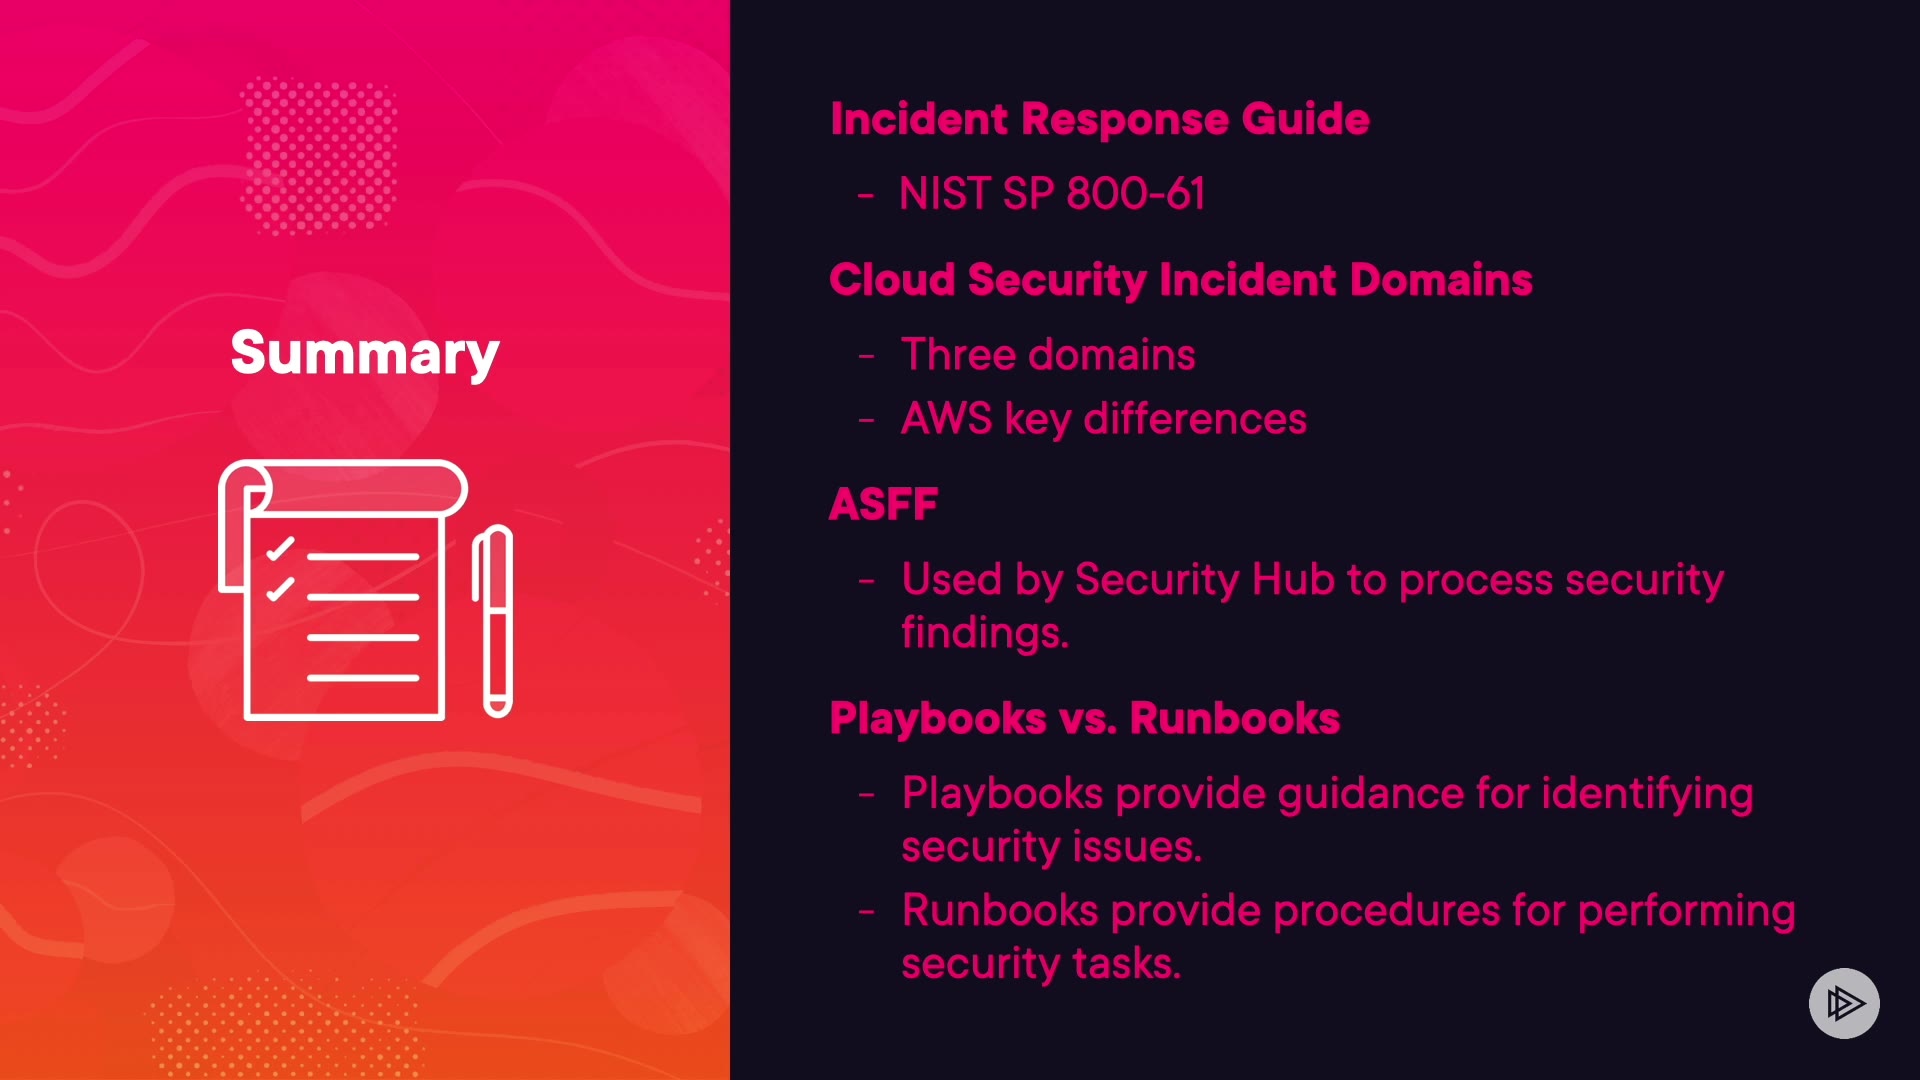 Summary
Incident Response Guide
- NIST SP 800-61
Cloud Security Incident Domains
- Three domains
- AWS key differences
ASFF
- Used by Security Hub to process security
findings.
Playbooks vs. Runbooks
- Playbooks provide guidance for identifying
security issues.
- Runbooks provide procedures for performing
security tasks.